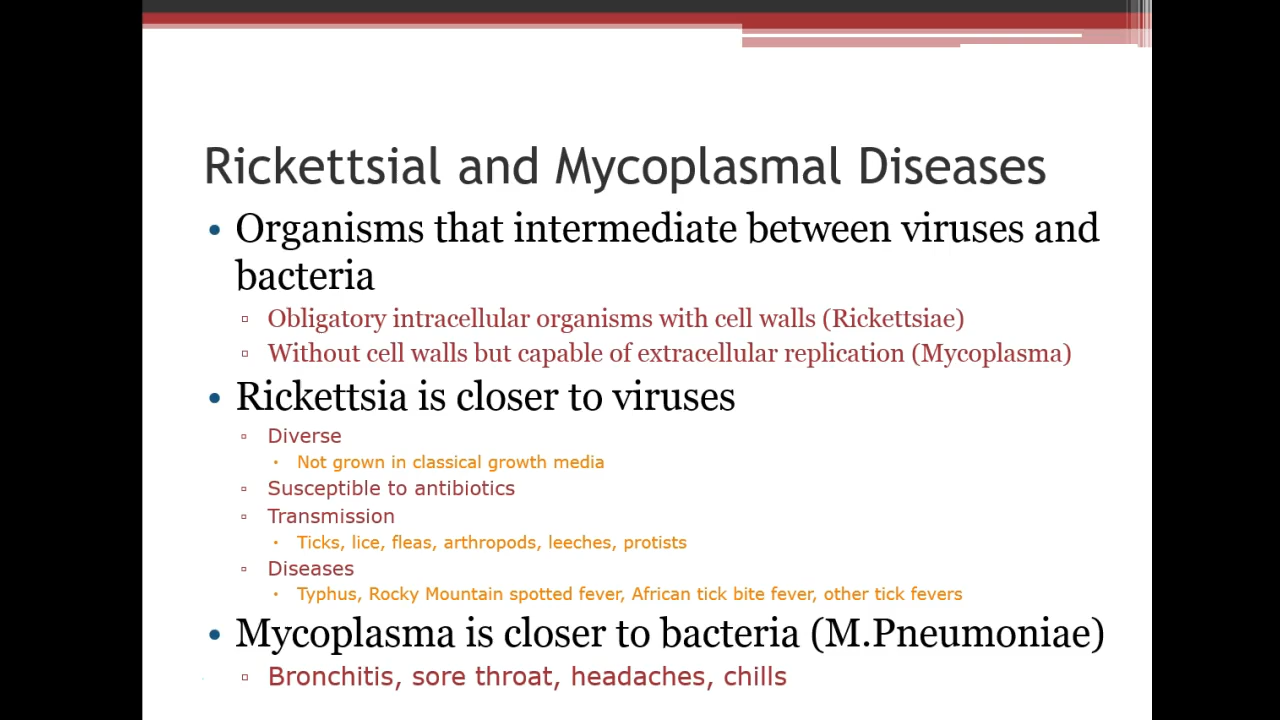 Rickettsial and Mycoplasmal Diseases
• Organisms that intermediate between viruses and
bacteria
▫ Obligatory intracellular organisms with cell walls (Rickettsiae)
▫ Without cell walls but capable of extracellular replication (Mycoplasma)
• Rickettsia is closer to viruses
▫ Diverse
• Not grown in classical growth media
▫ Susceptible to antibiotics
▫ Transmission
• Ticks, lice, fleas, arthropods, leeches, protists
▫ Diseases
• Typhus, Rocky Mountain spotted fever, African tick bite fever, other tick fevers
• Mycoplasma is closer to bacteria (M.Pneumoniae)
▫ Bronchitis, sore throat, headaches, chills